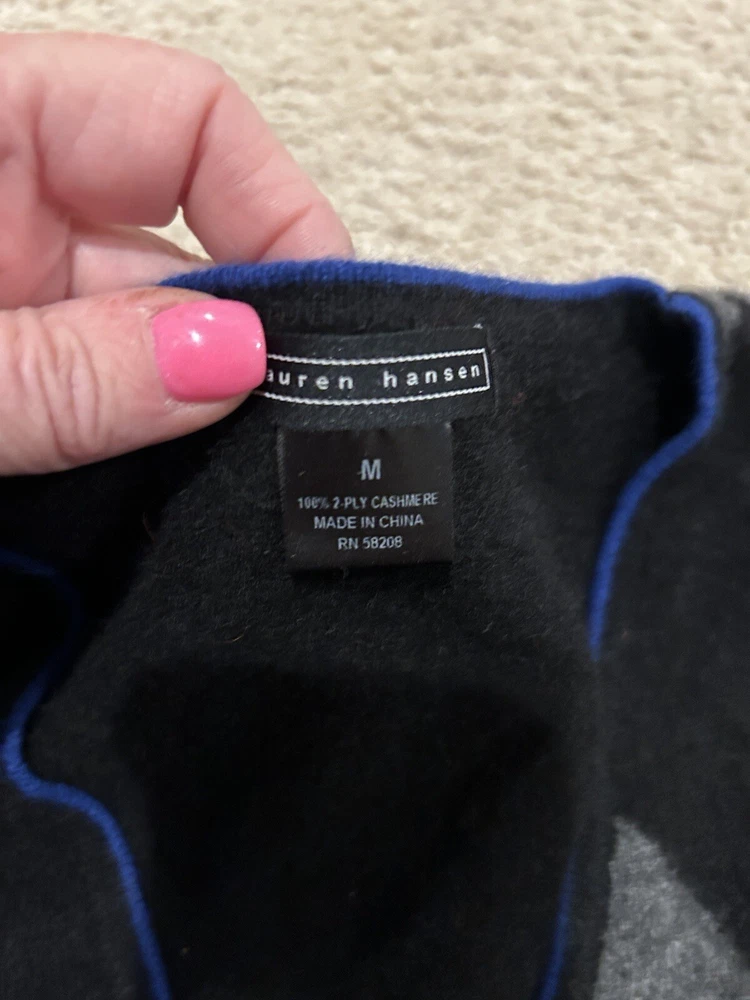 auren hansen
M
100% 2-PLY CASHMERE
MADE IN CHINA
RN 58208